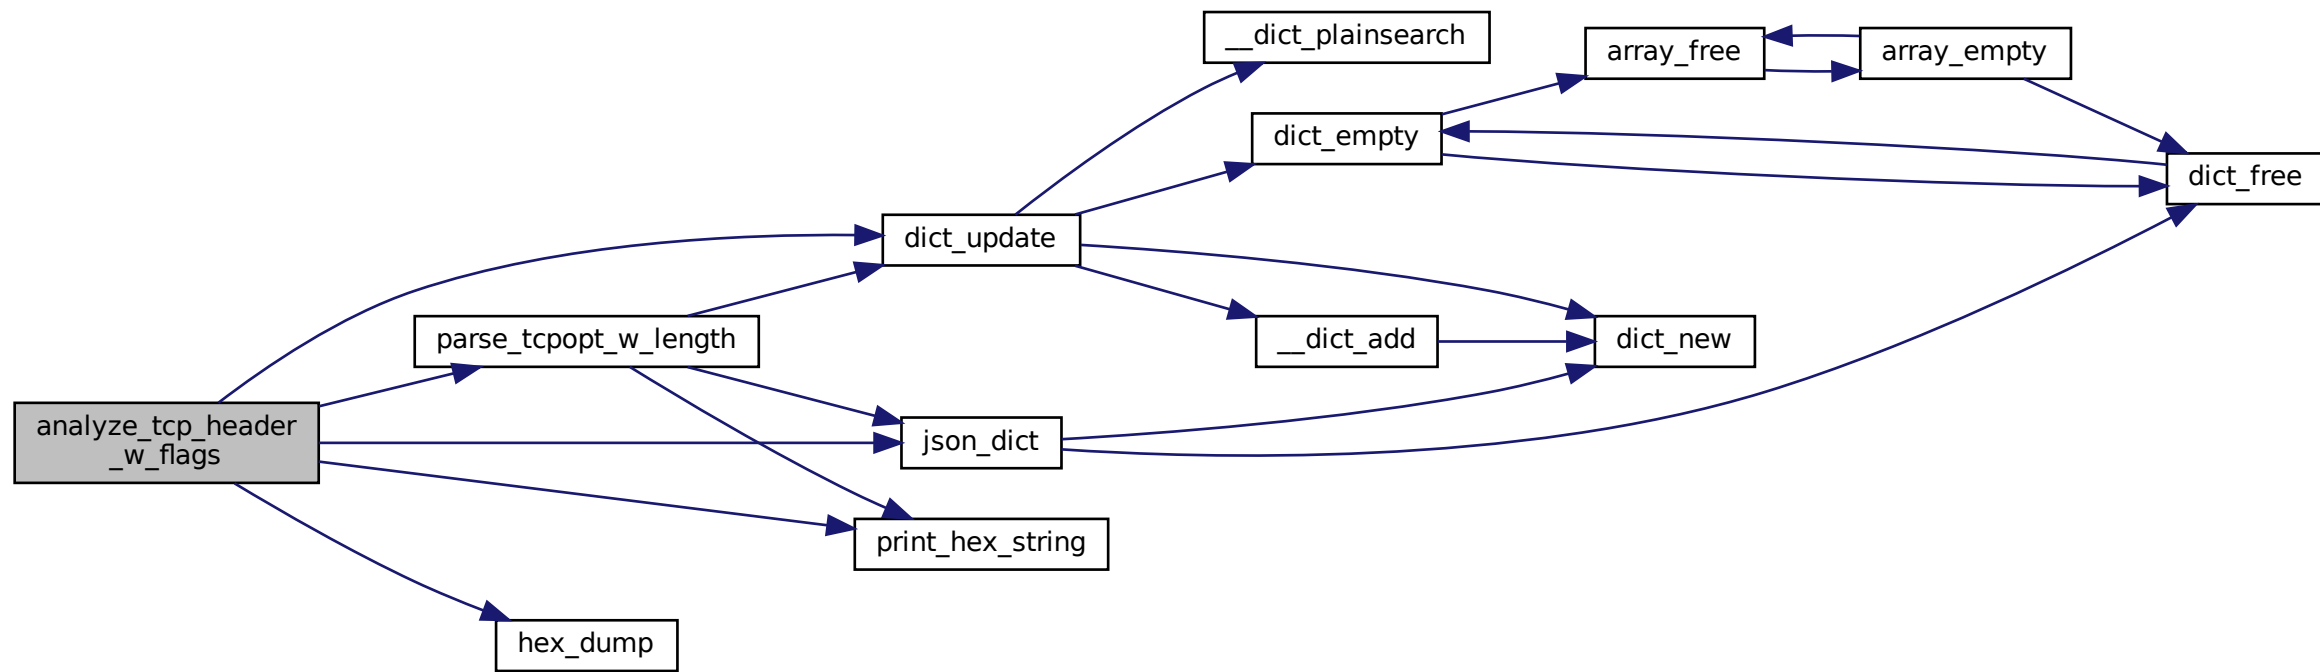 analyze_tcp_header
_w_flags
parse_tcpopt_w_length
hex_dump
dict_update
json_dict
print_hex_string
__dict_plainsearch
dict_empty
__dict_add
array_free
dict_new
array_empty
dict_free